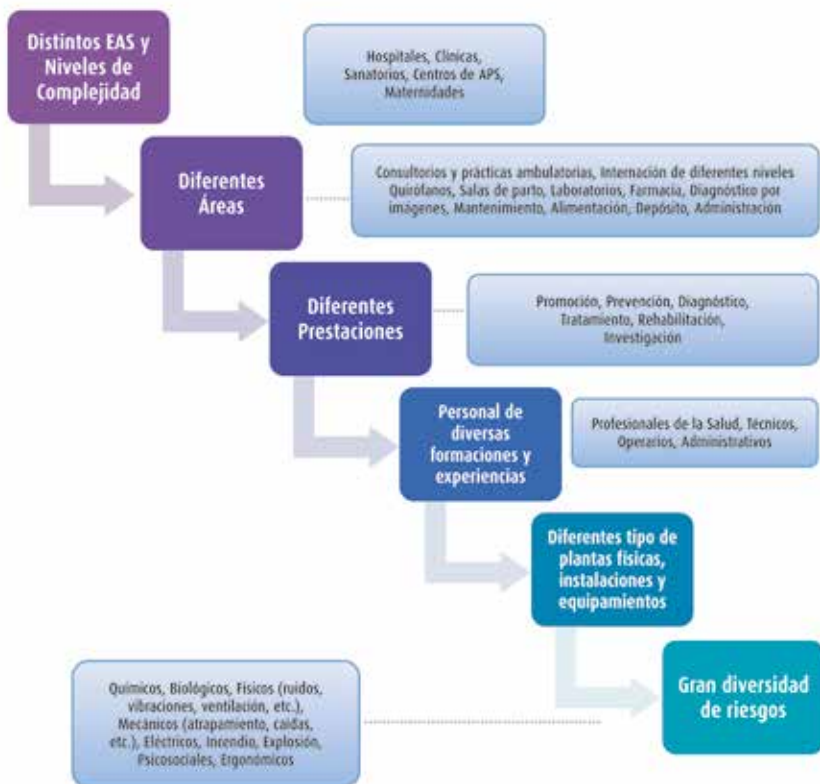 Distintos EAS y
Niveles de
Complejidad
Hospitales, Clínicas,
Sanatorios, Centros de APS,
Maternidades
Diferentes
Áreas
Consultorios y prácticas ambulatorias, Internación de diferentes niveles
Quirófanos, Salas de parto, Laboratorios, Farmacia, Diagnóstico por
imágenes, Mantenimiento, Alimentación, Depósito, Administración
Diferentes
Prestaciones
Promoción, Prevención, Diagnóstico,
Tratamiento, Rehabilitación,
Investigación
Personal de
diversas
formaciones y
experiencias
Profesionales de la Salud, Técnicos,
Operarios, Administrativos
Diferentes tipo de
plantas físicas,
instalaciones y
equipamientos
Gran diversidad
de riesgos
Químicos, Biológicos, Físicos (ruidos,
vibraciones, ventilación, etc.),
Mecánicos (atrapamiento, caídas,
etc.), Eléctricos, Incendio, Explosión,
Psicosociales, Ergonómicos